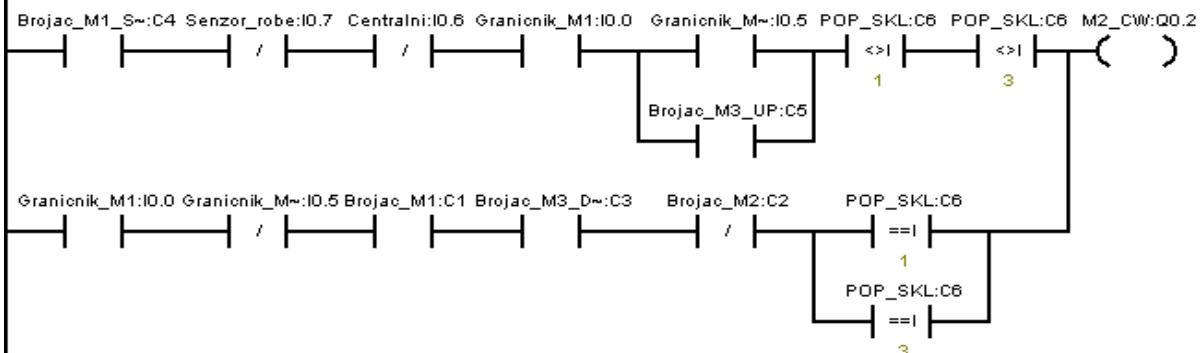 Brojac_M1_S~:C4 Senzor_robe:I0.7 Centralni:I0.6 Granicnik_M1:I0.0 Granicnik_M~:I0.5 POP_SKL:C6 POP_SKL:C6 M2_CW:Q0.2
/ / <>I <>I
1 3
Brojac_M3_UP:C5
Granicnik_M1:I0.0 Granicnik_M~:I0.5 Brojac_M1:C1 Brojac_M3_D~:C3 Brojac_M2:C2 POP_SKL:C6
/ / ==I
1
POP_SKL:C6
==I
3